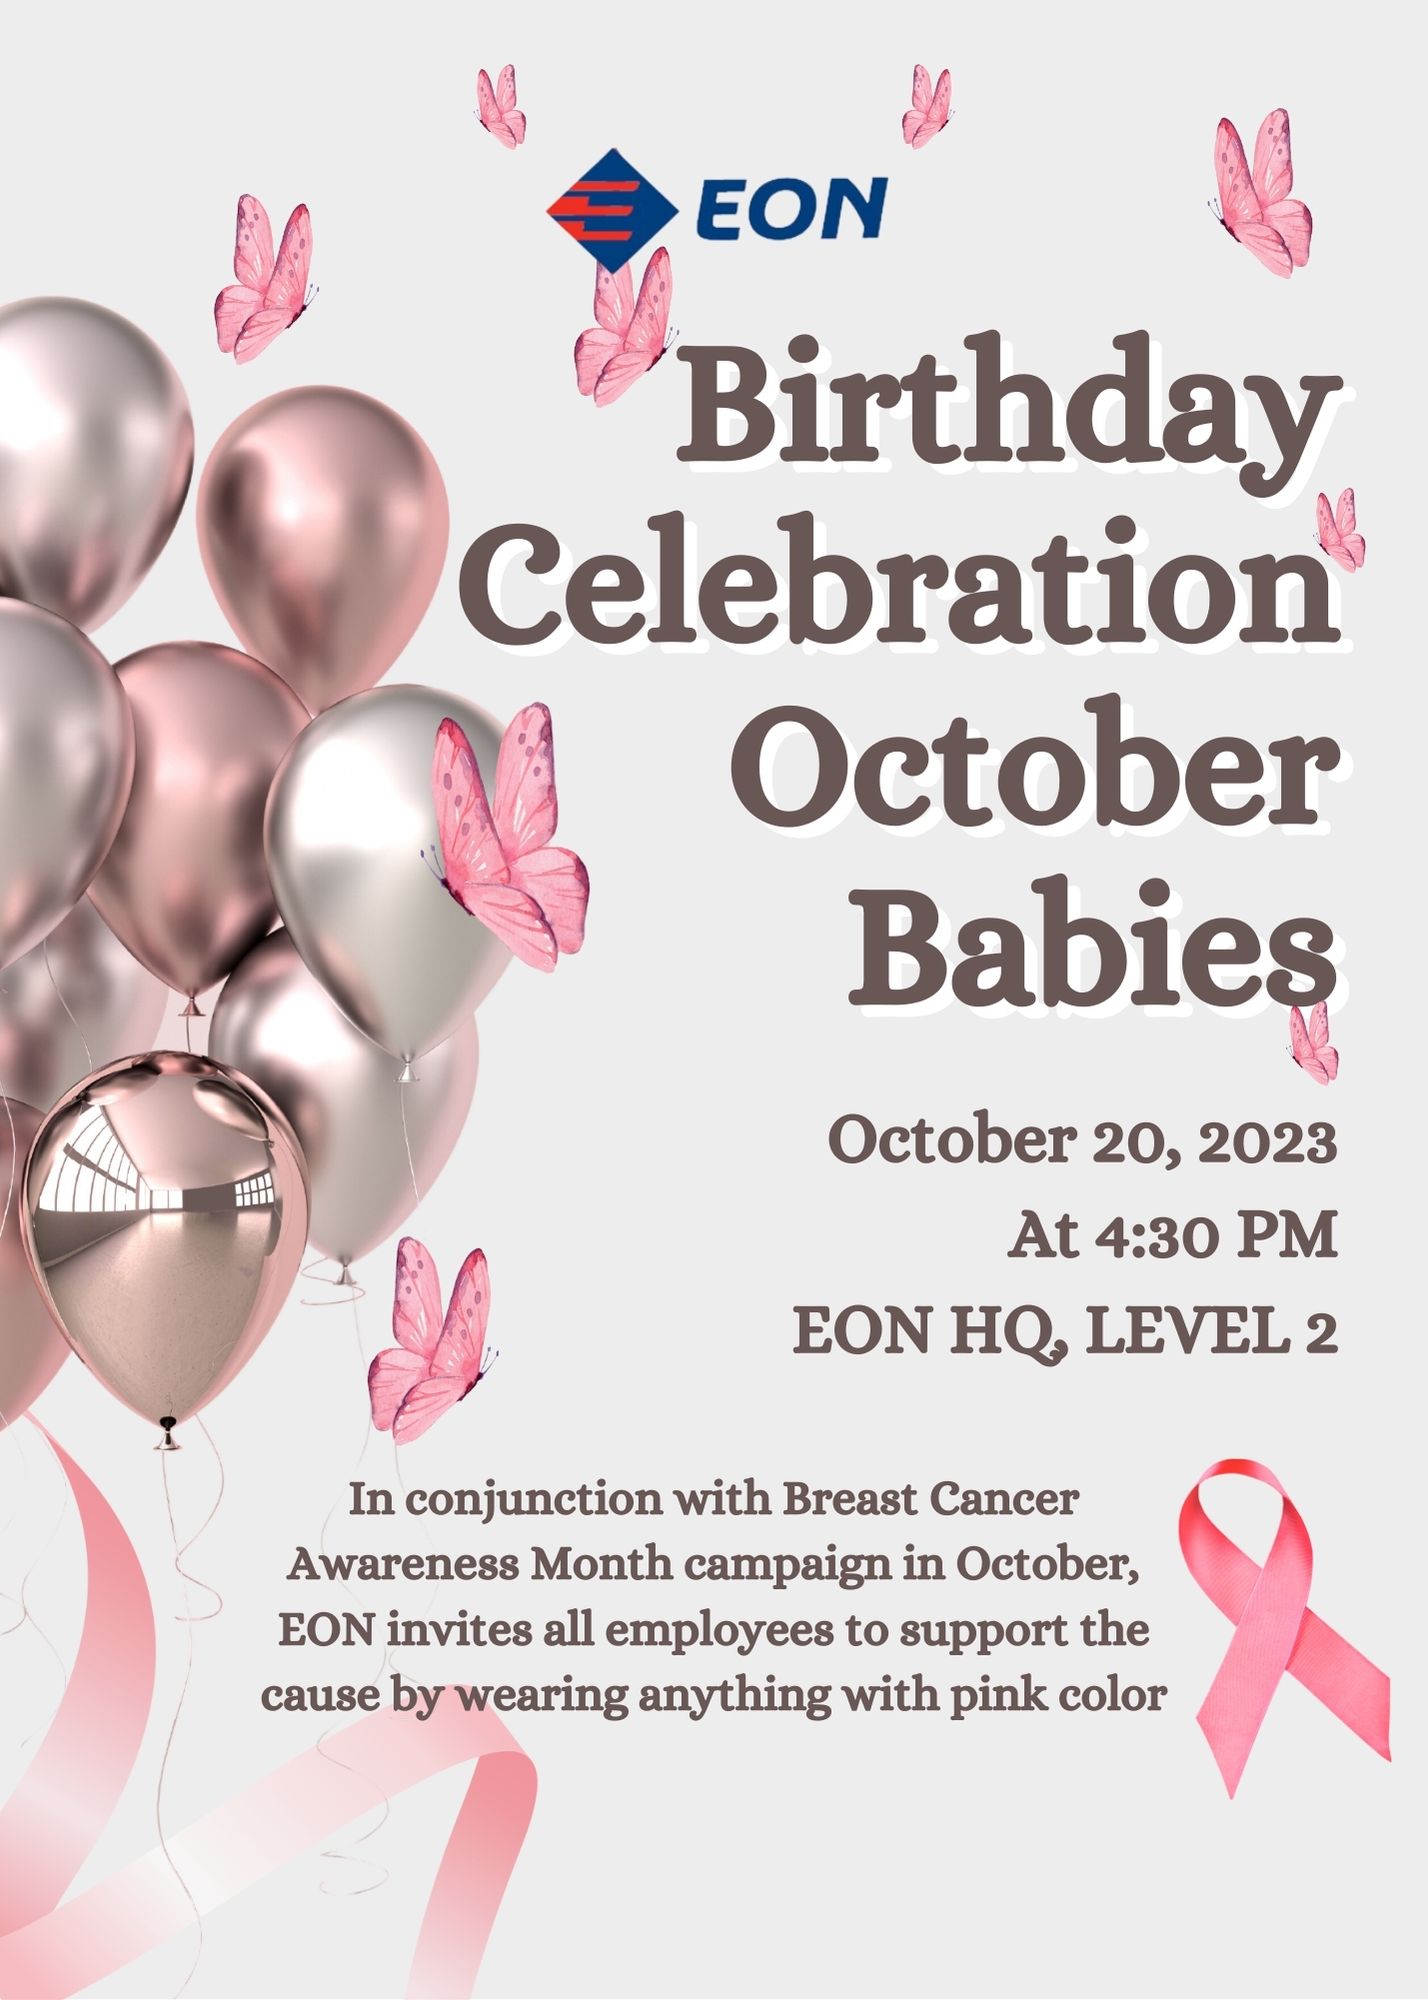 EON
Birthday
Celebration
October
Babies
October 20, 2023
At 4:30 PM
EON HQ, LEVEL 2
In conjunction with Breast Cancer
Awareness Month campaign in October,
EON invites all employees to support the
cause by wearing anything with pink color